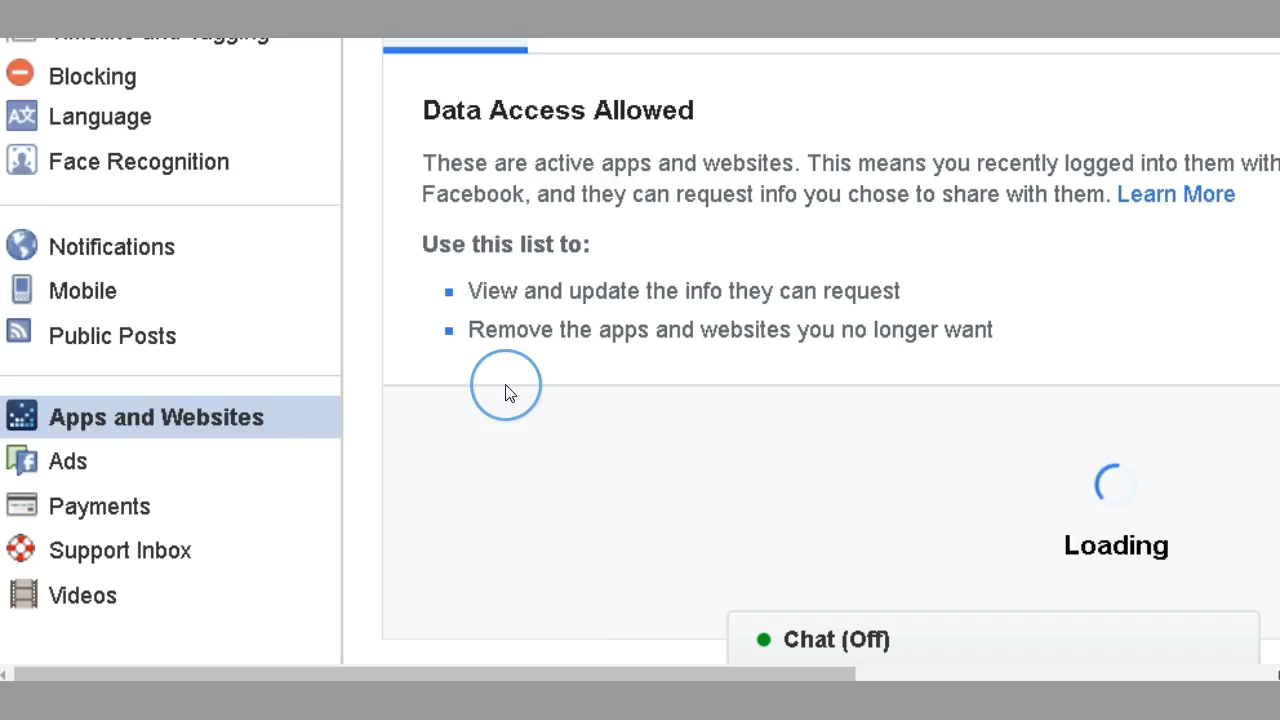 Timeline and Tagging
Blocking
Language
Face Recognition
Notifications
Mobile
Public Posts
Apps and Websites
Ads
Payments
Support Inbox
Videos
Data Access Allowed
These are active apps and websites. This means you recently logged into them with
Facebook, and they can request info you chose to share with them. Learn More
Use this list to:
View and update the info they can request
Remove the apps and websites you no longer want
Loading
Chat (Off)